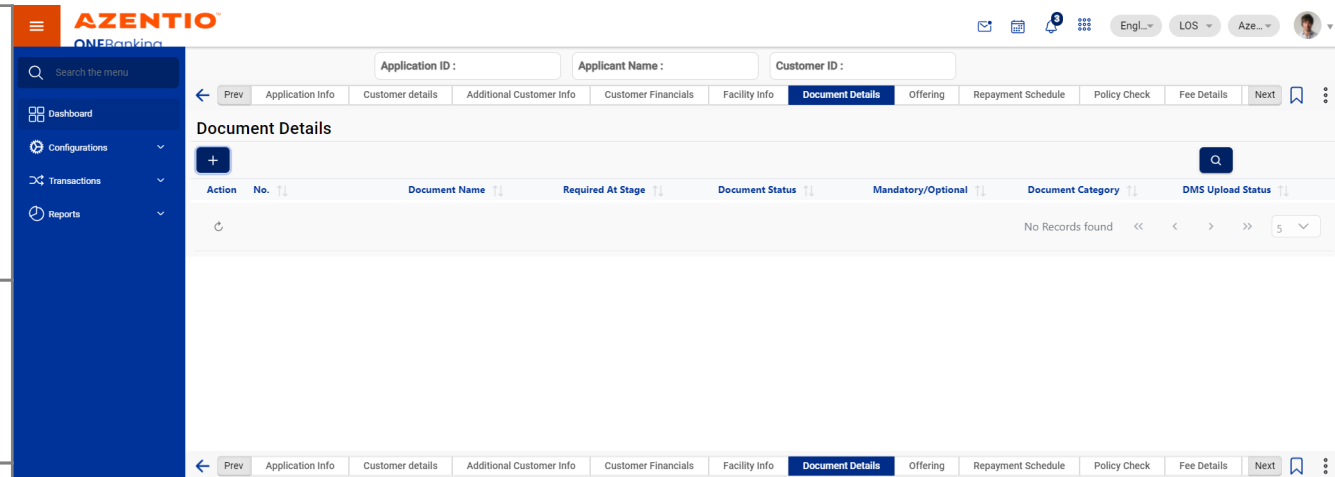 AZENTIO
ONEBanking
3
Engl... LOS Aze...
Search the menu
Dashboard
Configurations
Transactions
Reports
Application ID : Applicant Name : Customer ID :
Prev Application Info Customer details Additional Customer Info Customer Financials Facility Info Document Details Offering Repayment Schedule Policy Check Fee Details Next
Document Details
+
Action No. Document Name Required At Stage Document Status Mandatory/Optional Document Category DMS Upload Status
No Records found << < > >> 5
Prev Application Info Customer details Additional Customer Info Customer Financials Facility Info Document Details Offering Repayment Schedule Policy Check Fee Details Next